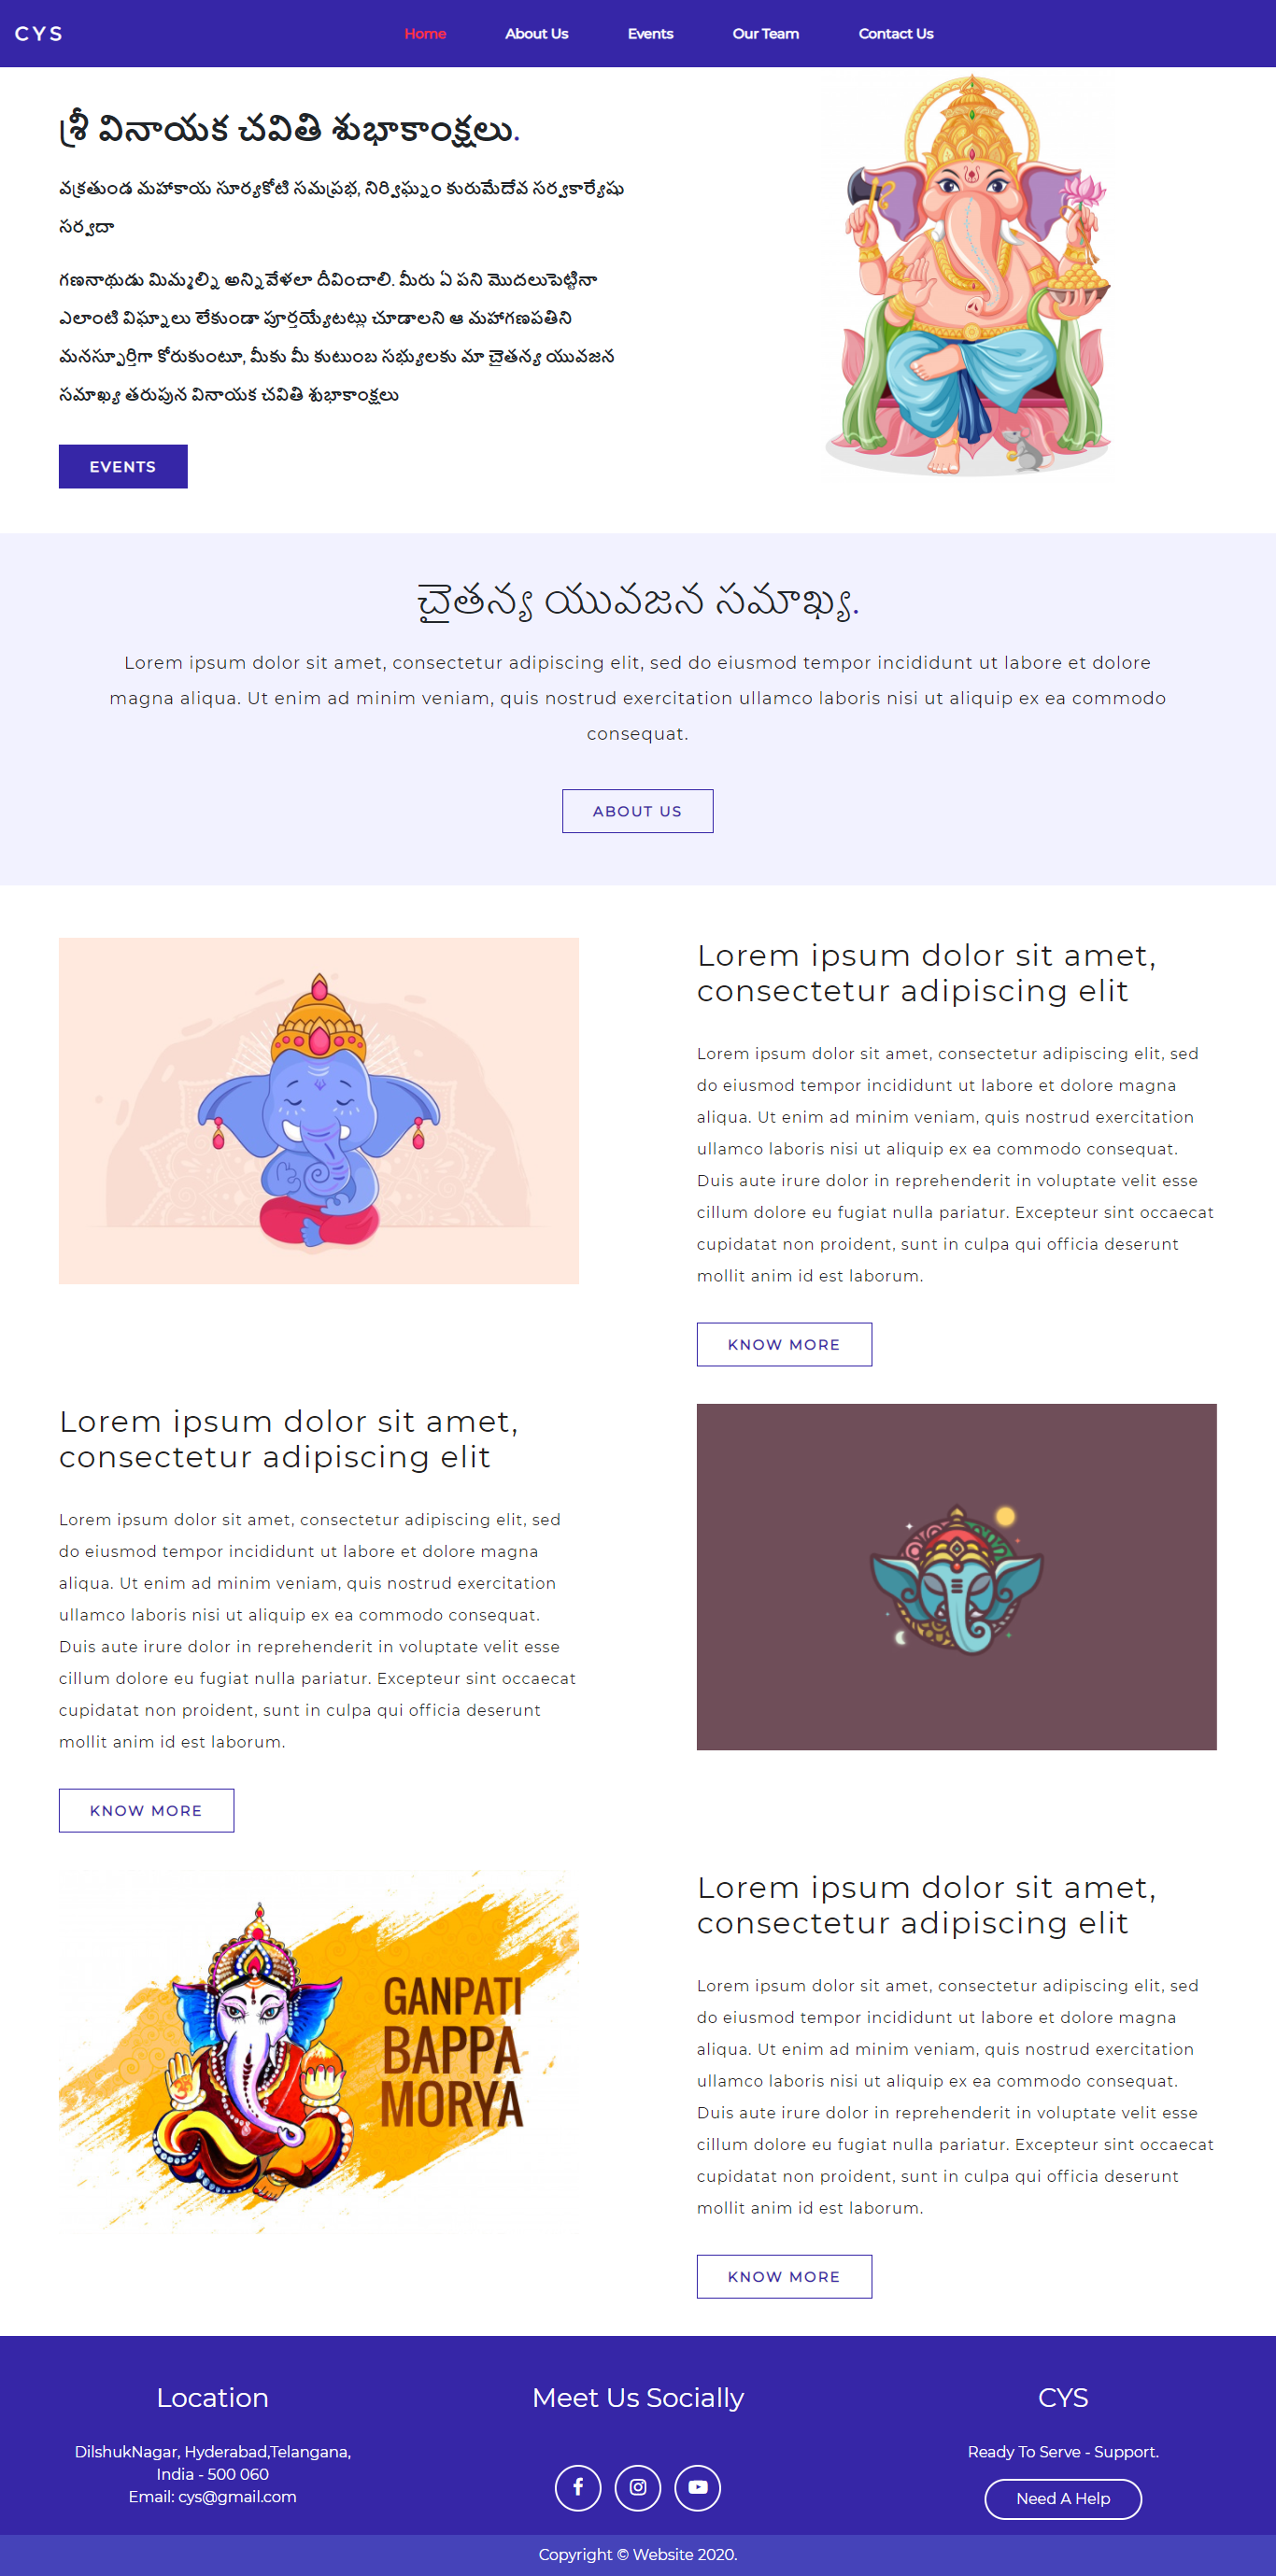 CYS
Home About Us Events Our Team Contact Us
శ్రీ వినాయక చవితి శుభాకాంక్షలు.
వక్రతుండ మహాకాయ సూర్యకోటి సమప్రభ, నిర్విఘ్నం కురుమేదేవ సర్వకార్యేషు
సర్వదా
గణనాథుడు మిమ్మల్ని అన్నివేళలా దీవించాలి. మీరు ఏ పని మొదలుపెట్టినా
ఎలాంటి విఘ్నాలు లేకుండా పూర్తయ్యేటట్లు చూడాలని ఆ మహాగణపతిని
మనస్ఫూర్తిగా కోరుకుంటూ, మీకు మీ కుటుంబ సభ్యులకు మా చైతన్య యువజన
సమాఖ్య తరుపున వినాయక చవితి శుభాకాంక్షలు
EVENTS
చైతన్య యువజన సమాఖ్య.
Lorem ipsum dolor sit amet, consectetur adipiscing elit, sed do eiusmod tempor incididunt ut labore et dolore
magna aliqua. Ut enim ad minim veniam, quis nostrud exercitation ullamco laboris nisi ut aliquip ex ea commodo
consequat.
ABOUT US
Lorem ipsum dolor sit amet,
consectetur adipiscing elit
Lorem ipsum dolor sit amet, consectetur adipiscing elit, sed
do eiusmod tempor incididunt ut labore et dolore magna
aliqua. Ut enim ad minim veniam, quis nostrud exercitation
ullamco laboris nisi ut aliquip ex ea commodo consequat.
Duis aute irure dolor in reprehenderit in voluptate velit esse
cillum dolore eu fugiat nulla pariatur. Excepteur sint occaecat
cupidatat non proident, sunt in culpa qui officia deserunt
mollit anim id est laborum.
KNOW MORE
Lorem ipsum dolor sit amet,
consectetur adipiscing elit
Lorem ipsum dolor sit amet, consectetur adipiscing elit, sed
do eiusmod tempor incididunt ut labore et dolore magna
aliqua. Ut enim ad minim veniam, quis nostrud exercitation
ullamco laboris nisi ut aliquip ex ea commodo consequat.
Duis aute irure dolor in reprehenderit in voluptate velit esse
cillum dolore eu fugiat nulla pariatur. Excepteur sint occaecat
cupidatat non proident, sunt in culpa qui officia deserunt
mollit anim id est laborum.
KNOW MORE
GANPATI
BAPPA
MORYA
Lorem ipsum dolor sit amet,
consectetur adipiscing elit
Lorem ipsum dolor sit amet, consectetur adipiscing elit, sed
do eiusmod tempor incididunt ut labore et dolore magna
aliqua. Ut enim ad minim veniam, quis nostrud exercitation
ullamco laboris nisi ut aliquip ex ea commodo consequat.
Duis aute irure dolor in reprehenderit in voluptate velit esse
cillum dolore eu fugiat nulla pariatur. Excepteur sint occaecat
cupidatat non proident, sunt in culpa qui officia deserunt
mollit anim id est laborum.
KNOW MORE
Location
DilshukNagar, Hyderabad,Telangana,
India - 500 060
Email: cys@gmail.com
Meet Us Socially
CYS
Ready To Serve - Support.
Need A Help
Copyright © Website 2020.